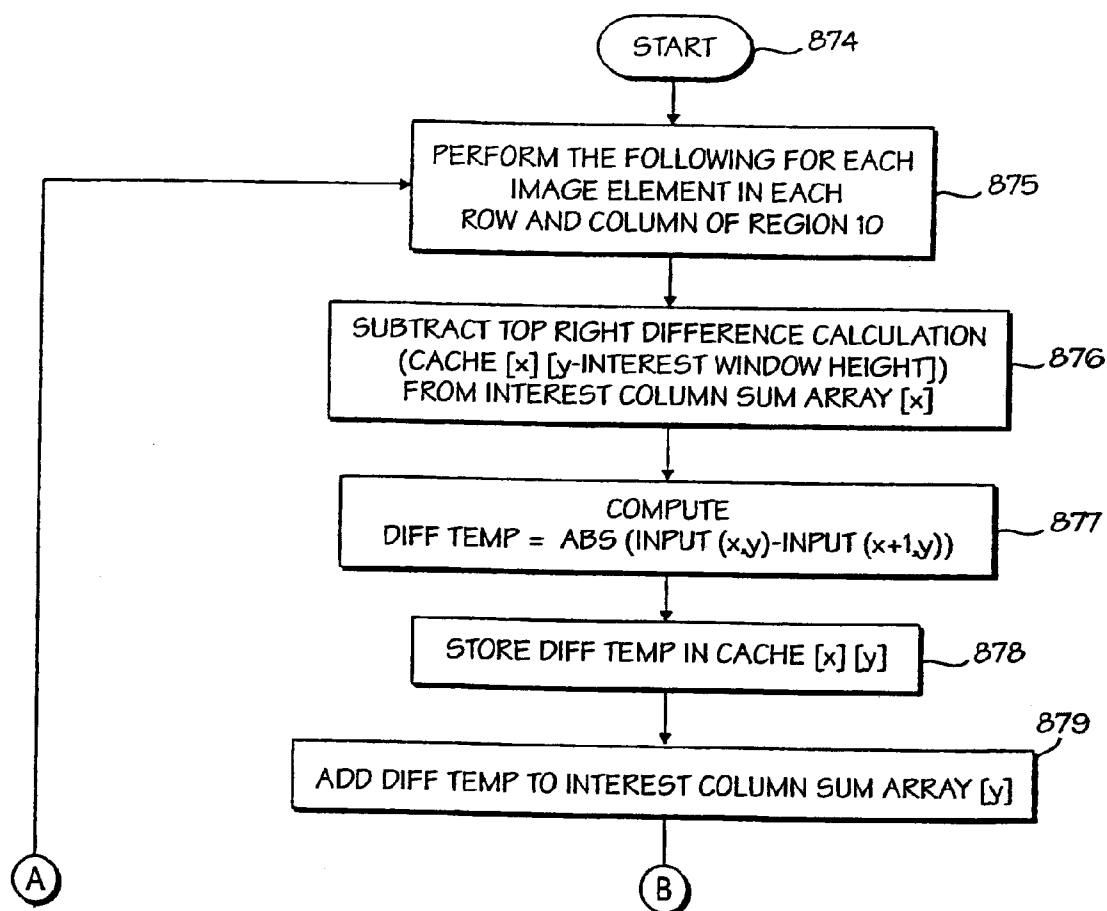 START
874
PERFORM THE FOLLOWING FOR EACH
IMAGE ELEMENT IN EACH
ROW AND COLUMN OF REGION 10
875
SUBTRACT TOP RIGHT DIFFERENCE CALCULATION
(CACHE [x] [y-INTEREST WINDOW HEIGHT])
FROM INTEREST COLUMN SUM ARRAY [x]
876
COMPUTE
DIFF TEMP = ABS (INPUT (x,y)-INPUT (x+1,y))
877
STORE DIFF TEMP IN CACHE [x] [y]
878
879
ADD DIFF TEMP TO INTEREST COLUMN SUM ARRAY [y]
A
B